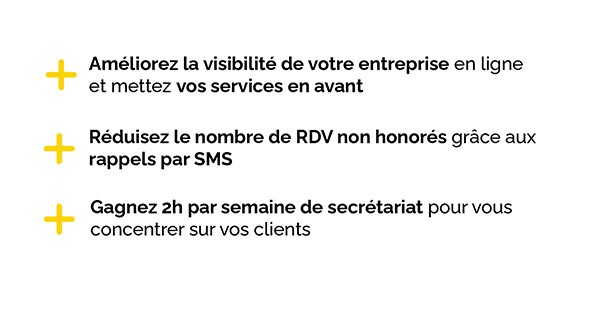 Améliorez la visibilité de votre entreprise en ligne
et mettez vos services en avant
Réduisez le nombre de RDV non honorés grâce aux
rappels par SMS
Gagnez 2h par semaine de secrétariat pour vous
concentrer sur vos clients